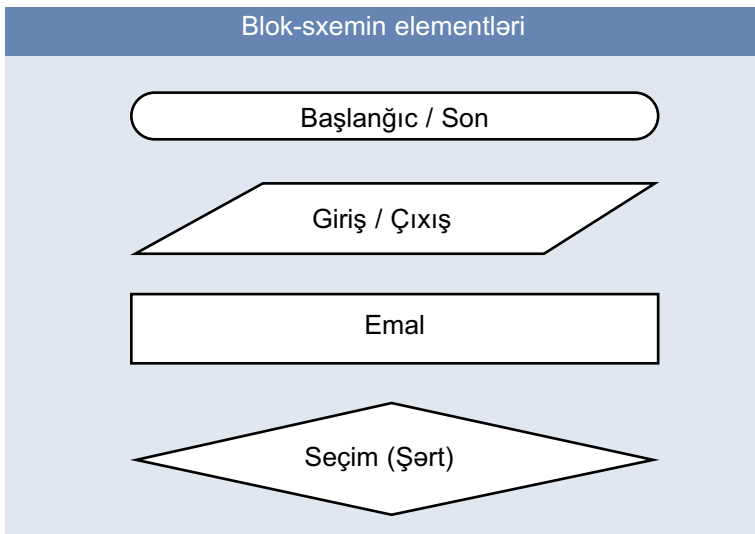 Blok-sxemin elementləri
Başlanğıc / Son
Giriş / Çıxış
Emal
Seçim (Şərt)